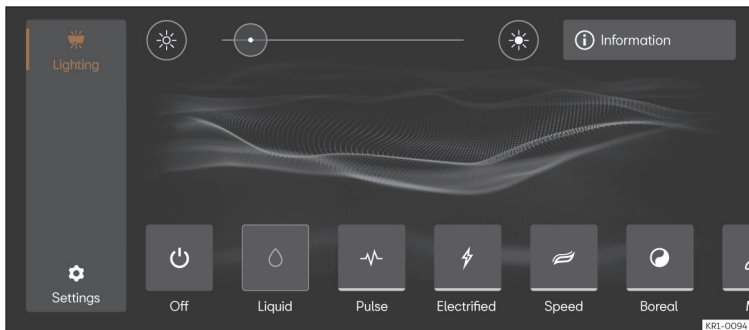 Lighting
Information
Settings
Off
Liquid
Pulse
Electrified
Speed
Boreal
KR1-0094